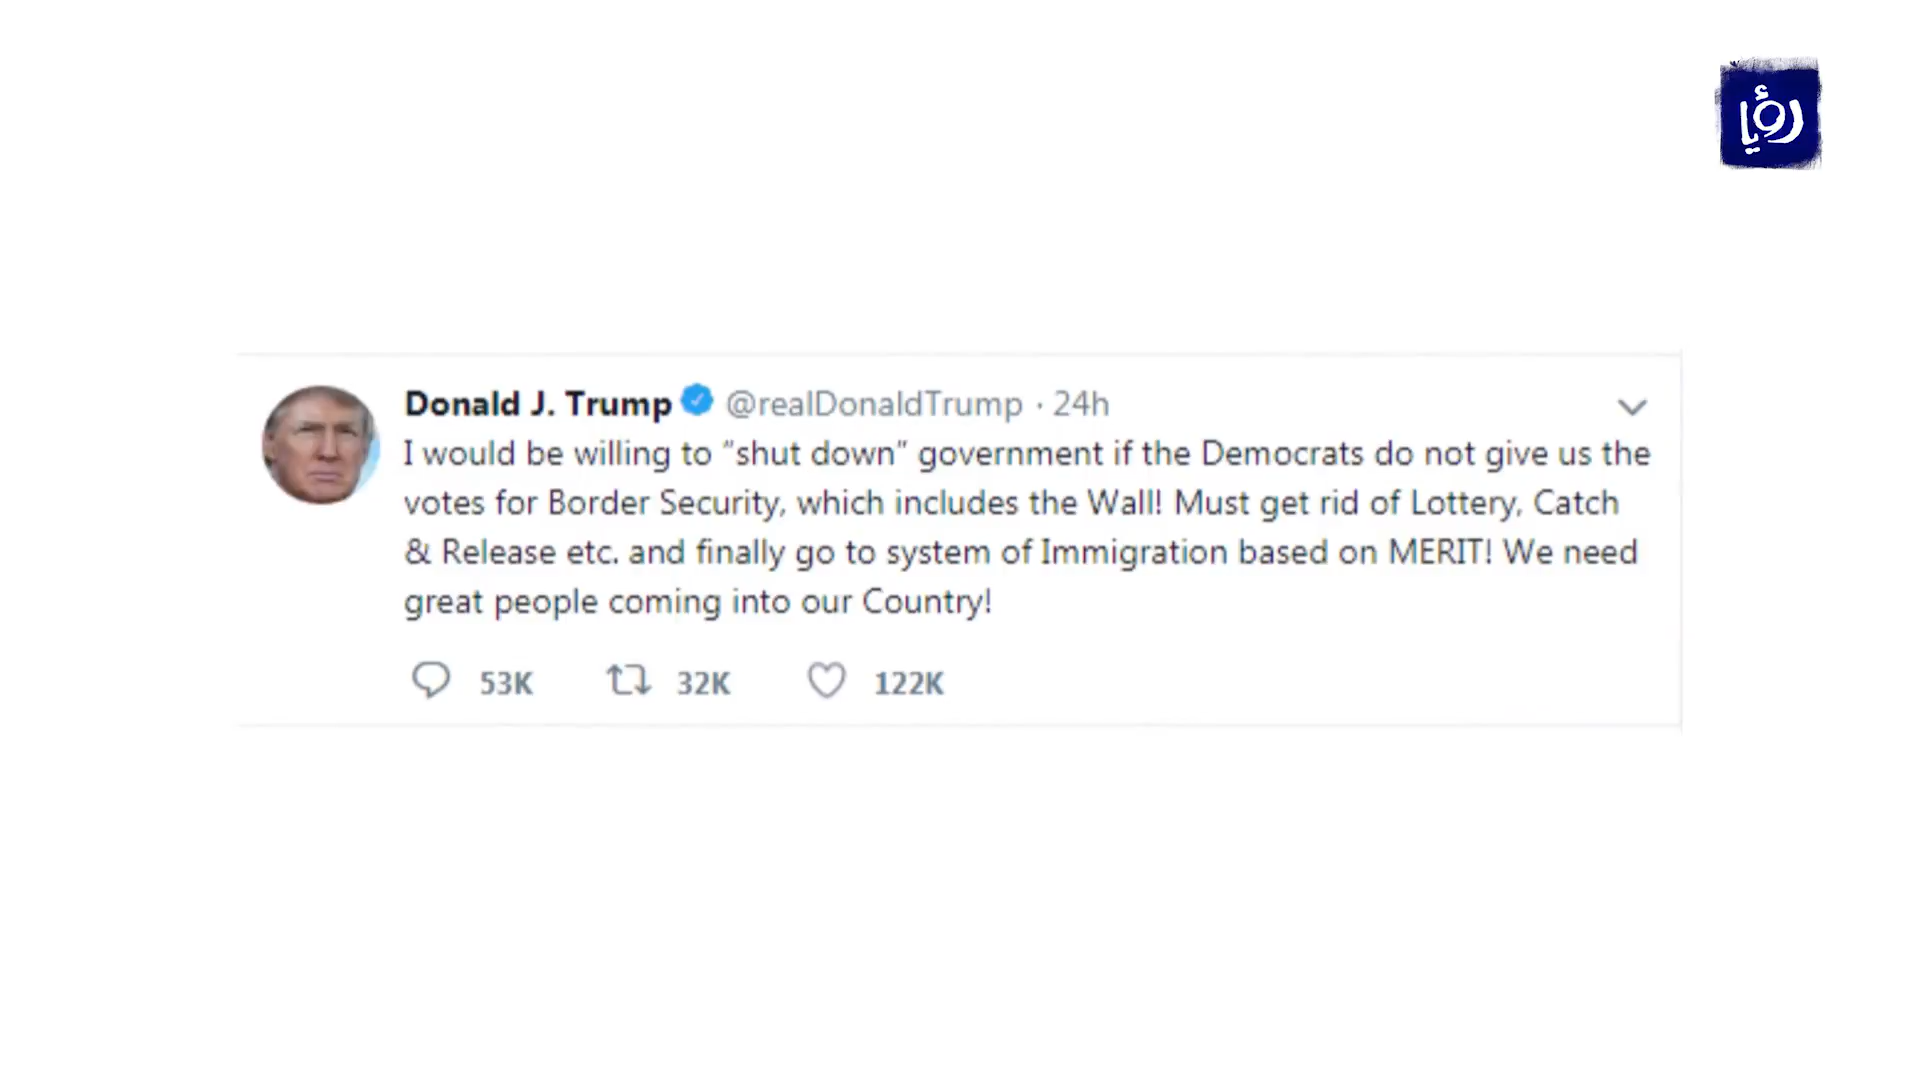 رؤيا
Donald J. Trump @realDonaldTrump · 24h
I would be willing to “shut down” government if the Democrats do not give us the
votes for Border Security, which includes the Wall! Must get rid of Lottery, Catch
& Release etc. and finally go to system of Immigration based on MERIT! We need
great people coming into our Country!
53K 32K 122K